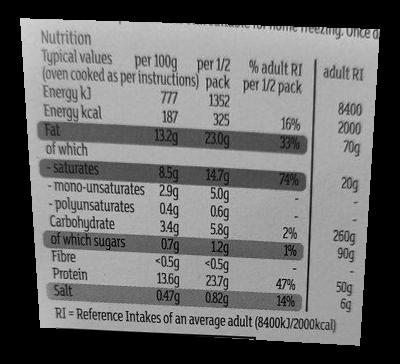 home freezing. Once d
Nutrition
Typical values per 100g per 1/2 % adult RI adult RI
(oven cooked as per instructions) pack per 1/2 pack
Energy kJ 777 1352 8400
Energy kcal 187 325 16% 2000
Fat 13.2g 23.0g 33% 70g
of which
- saturates 8.5g 14.7g 74% 20g
- mono-unsaturates 2.9g 5.0g - -
- polyunsaturates 0.4g 0.6g - -
Carbohydrate 3.4g 5.8g 2% 260g
of which sugars 0.7g 1.2g 1% 90g
Fibre <0.5g <0.5g - -
Protein 13.6g 23.7g 47% 50g
Salt 0.47g 0.82g 14% 6g
RI = Reference Intakes of an average adult (8400kJ/2000kcal)